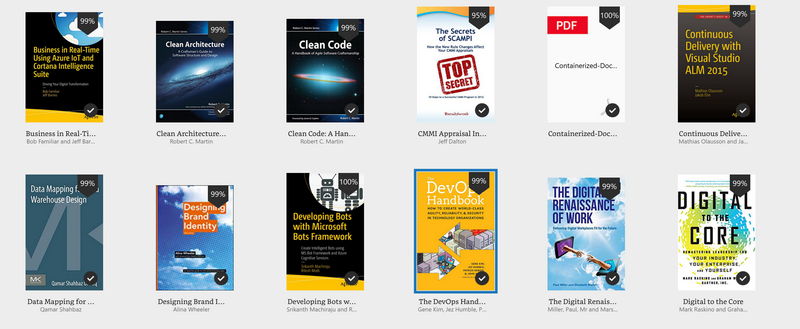 99%
Business in Real-Time
Using Azure IoT and
Cortana Intelligence
Suite
Driving Your Digital Transformation
Bob Familiar
Jeff Barnes
Business in Real-Ti...
Bob Familiar and Jeff Bar...
99%
Robert C. Martin Series
Clean Architecture
A Craftsman's Guide to
Software Structure and Design
Robert C. Martin
Clean Architecture...
Robert C. Martin
99%
Robert C. Martin Series
Clean Code
A Handbook of Agile Software Craftsmanship
Clean Code: A Han...
Robert C. Martin
95%
The Secrets
of SCAMPI
How the New Rule Changes Affect
Your CMMI Appraisal
TOP
SECRET
CMMI Appraisal In...
Jeff Dalton
100%
PDF
Containerized-Doc...
Containerized-Doc...
99%
Continuous
Delivery with
Visual Studio
ALM 2015
Mathias Olausson
Jakob Ehn
Continuous Delive...
Mathias Olausson and Ja...
99%
Data Mapping for
Warehouse Design
MK
Qamar Shahbaz
Data Mapping for ...
Qamar Shahbaz
99%
Designing
Brand
Identity
Alina Wheeler
Designing Brand I...
Alina Wheeler
100%
Developing Bots
with Microsoft
Bots Framework
Create Intelligent Bots using
MS Bot Framework and Azure
Cognitive Services
Srikanth Machiraju
Ritesh Modi
Developing Bots w...
Srikanth Machiraju and R...
99%
The
DevOps
Handbook
HOW TO CREATE WORLD-CLASS
AGILITY, RELIABILITY, & SECURITY
IN TECHNOLOGY ORGANIZATIONS
The DevOps Hand...
Gene Kim, Jez Humble, P...
99%
THE DIGITAL
RENAISSANCE
OF WORK
Delivering Digital Workplaces Fit for the Future
Paul Miller and Elizabeth Marsh
The Digital Renais...
Miller, Paul, Mr and Mars...
99%
DIGITAL
TO THE
CORE
REMASTERING LEADERSHIP FOR
YOUR INDUSTRY,
YOUR ENTERPRISE,
AND YOURSELF
MARK RASKINO AND GRAHAM WALLER
GARTNER, INC.
Digital to the Core
Mark Raskino and Graha...